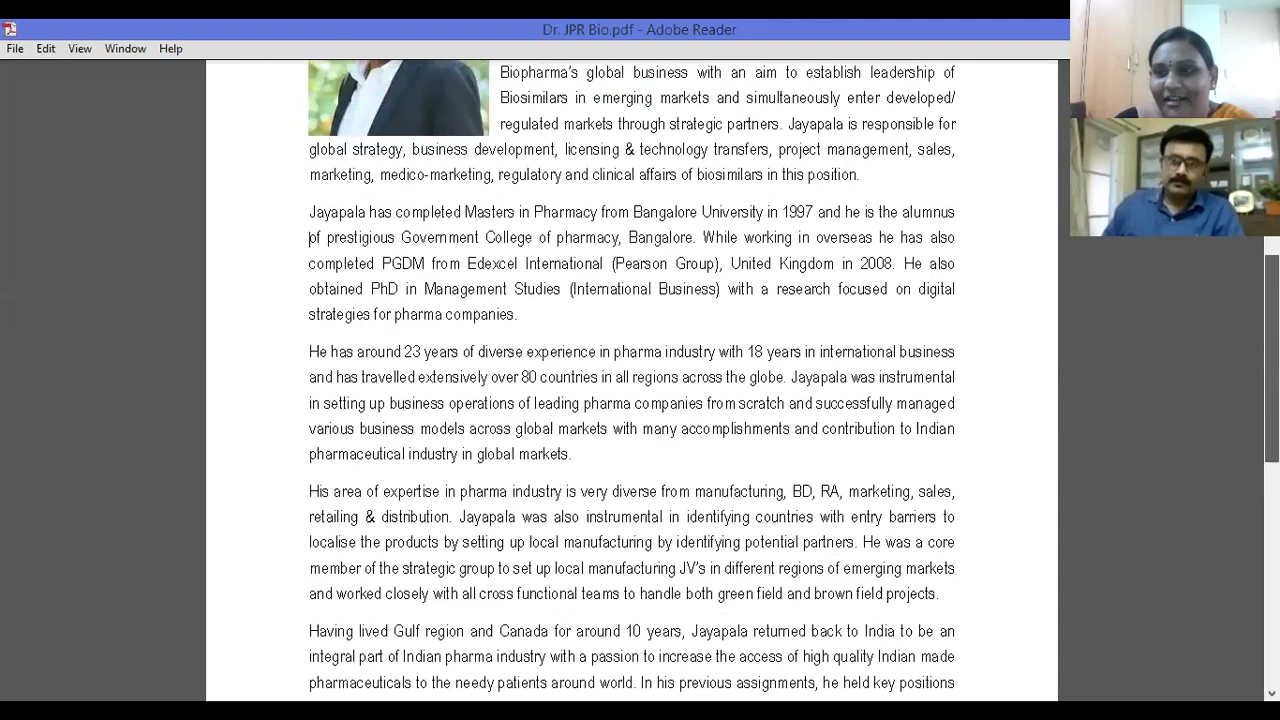 Dr. JPR Bio.pdf - Adobe Reader
File Edit View Window Help
Biopharma's global business with an aim to establish leadership of
Biosimilars in emerging markets and simultaneously enter developed/
regulated markets through strategic partners. Jayapala is responsible for
global strategy, business development, licensing & technology transfers, project management, sales,
marketing, medico-marketing, regulatory and clinical affairs of biosimilars in this position.
Jayapala has completed Masters in Pharmacy from Bangalore University in 1997 and he is the alumnus
of prestigious Government College of pharmacy, Bangalore. While working in overseas he has also
completed PGDM from Edexcel International (Pearson Group), United Kingdom in 2008. He also
obtained PhD in Management Studies (International Business) with a research focused on digital
strategies for pharma companies.
He has around 23 years of diverse experience in pharma industry with 18 years in international business
and has travelled extensively over 80 countries in all regions across the globe. Jayapala was instrumental
in setting up business operations of leading pharma companies from scratch and successfully managed
various business models across global markets with many accomplishments and contribution to Indian
pharmaceutical industry in global markets.
His area of expertise in pharma industry is very diverse from manufacturing, BD, RA, marketing, sales,
retailing & distribution. Jayapala was also instrumental in identifying countries with entry barriers to
localise the products by setting up local manufacturing by identifying potential partners. He was a core
member of the strategic group to set up local manufacturing JV's in different regions of emerging markets
and worked closely with all cross functional teams to handle both green field and brown field projects.
Having lived Gulf region and Canada for around 10 years, Jayapala returned back to India to be an
integral part of Indian pharma industry with a passion to increase the access of high quality Indian made
pharmaceuticals to the needy patients around world. In his previous assignments, he held key positions